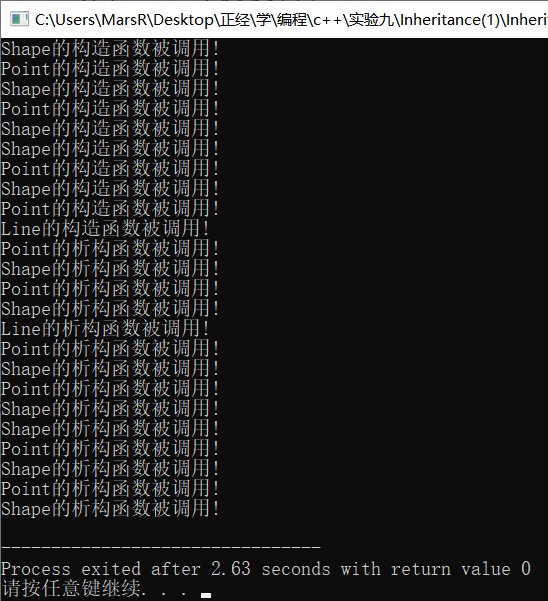 C:\Users\MarsR\Desktop\正经\学\编程\c++\实验九\Inheritance(1)\Inheri
Shape的构造函数被调用!
Point的构造函数被调用!
Shape的构造函数被调用!
Point的构造函数被调用!
Shape的构造函数被调用!
Shape的构造函数被调用!
Point的构造函数被调用!
Shape的构造函数被调用!
Point的构造函数被调用!
Line的构造函数被调用!
Point的析构函数被调用!
Shape的析构函数被调用!
Point的析构函数被调用!
Shape的析构函数被调用!
Line的析构函数被调用!
Point的析构函数被调用!
Shape的析构函数被调用!
Point的析构函数被调用!
Shape的析构函数被调用!
Shape的析构函数被调用!
Point的析构函数被调用!
Shape的析构函数被调用!
Point的析构函数被调用!
Shape的析构函数被调用!
--------------------------------
Process exited after 2.63 seconds with return value 0
请按任意键继续. . .